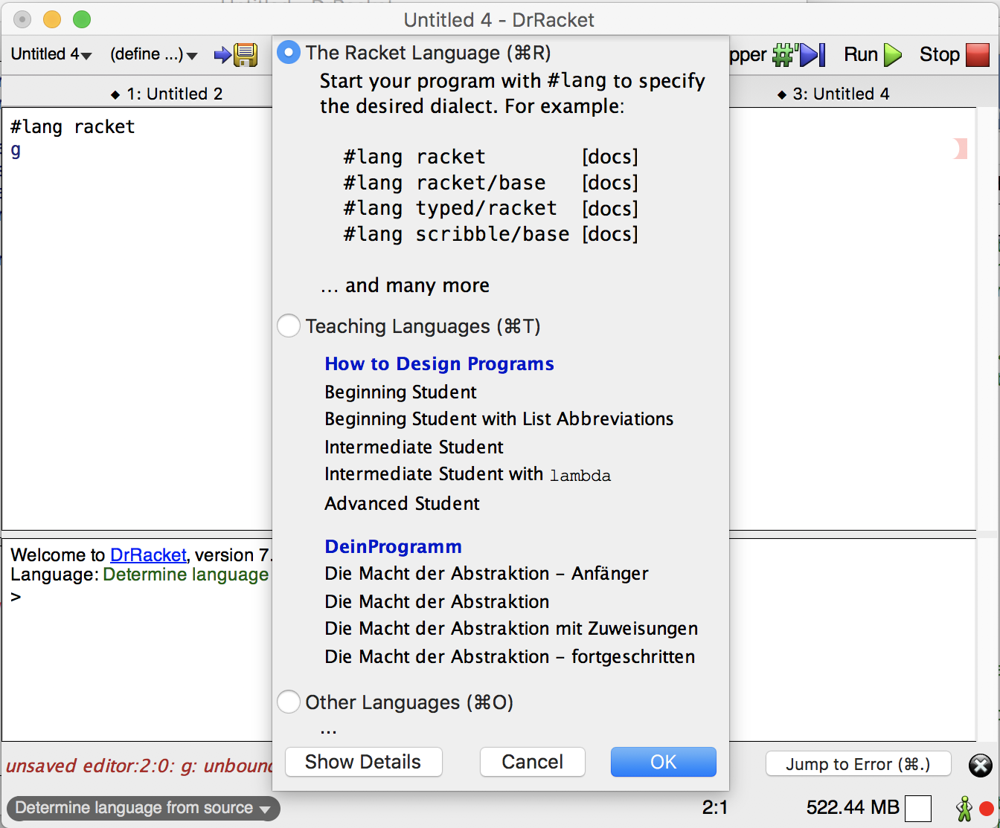 Untitled 4 - DrRacket
Untitled 4 (define ...) pper #' Run Stop
The Racket Language (⌘R)
Start your program with #lang to specify
the desired dialect. For example:
#lang racket [docs]
#lang racket/base [docs]
#lang typed/racket [docs]
#lang scribble/base [docs]
... and many more
Teaching Languages (⌘T)
How to Design Programs
Beginning Student
Beginning Student with List Abbreviations
Intermediate Student
Intermediate Student with lambda
Advanced Student
DeinProgramm
Die Macht der Abstraktion – Anfänger
Die Macht der Abstraktion
Die Macht der Abstraktion mit Zuweisungen
Die Macht der Abstraktion – fortgeschritten
Other Languages (⌘O)
...
Show Details Cancel OK
1: Untitled 2 3: Untitled 4
#lang racket
g
Welcome to DrRacket, version 7.
Language: Determine language
>
unsaved editor:2:0: g: unbound
Jump to Error (⌘.)
Determine language from source 2:1 522.44 MB